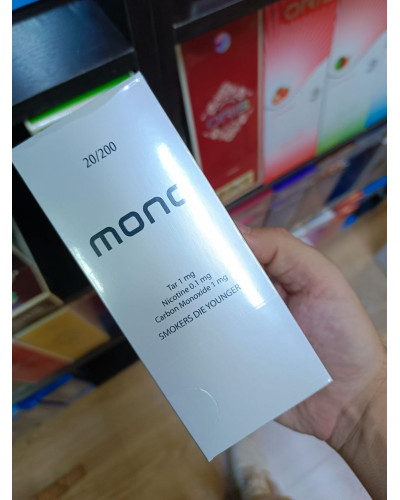 20/200
mono
Tar 1 mg
Nicotine 0,1 mg
Carbon Monoxide 1 mg
SMOKERS DIE YOUNGER